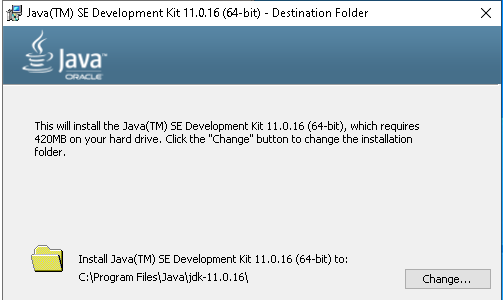 Java(TM) SE Development Kit 11.0.16 (64-bit) - Destination Folder
Java™
ORACLE
This will install the Java(TM) SE Development Kit 11.0.16 (64-bit), which requires
420MB on your hard drive. Click the "Change" button to change the installation
folder.
Install Java(TM) SE Development Kit 11.0.16 (64-bit) to:
C:\Program Files\Java\jdk-11.0.16\
Change...